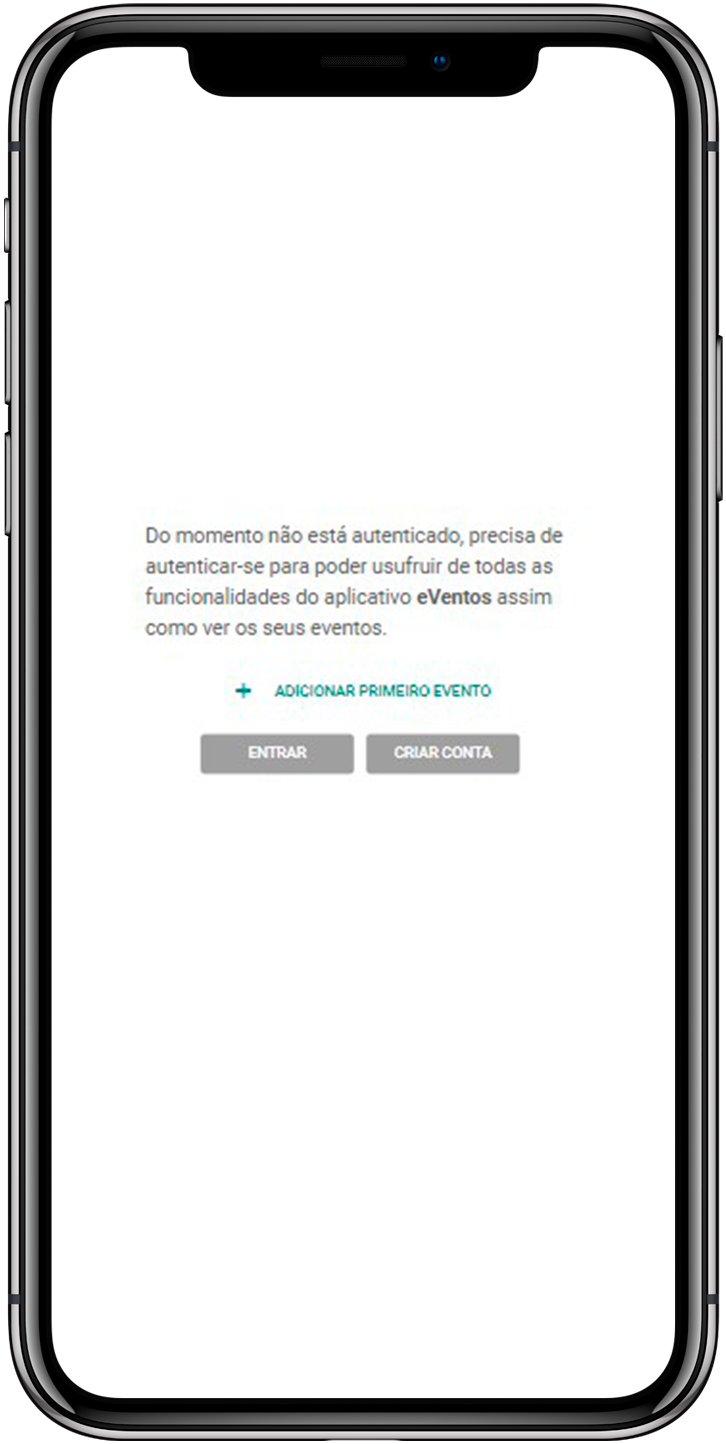 Do momento não está autenticado, precisa de
autenticar-se para poder usufruir de todas as
funcionalidades do aplicativo eVentos assim
como ver os seus eventos.
+ ADICIONAR PRIMEIRO EVENTO
ENTRAR CRIAR CONTA